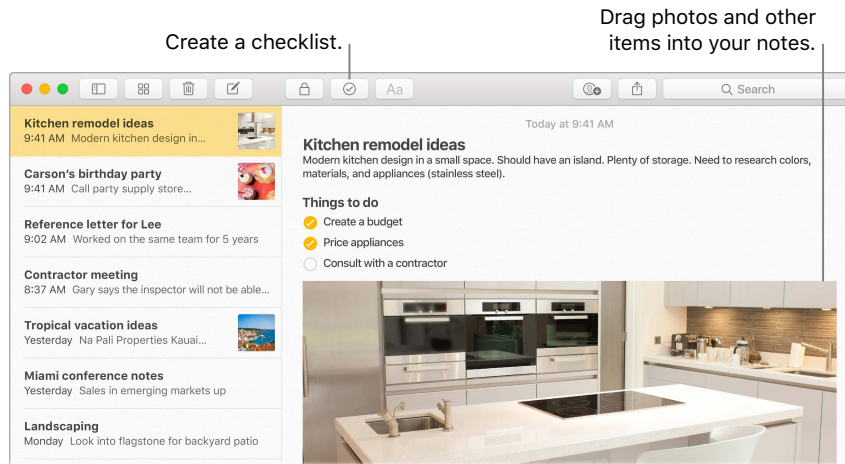 Drag photos and other
items into your notes.
Create a checklist.
Aa
Search
Kitchen remodel ideas
9:41 AM Modern kitchen design in...
Carson's birthday party
9:41 AM Call party supply store...
Reference letter for Lee
9:02 AM Worked on the same team for 5 years
Contractor meeting
8:37 AM Gary says the inspector will not be able...
Tropical vacation ideas
Yesterday Na Pali Properties Kauai...
Miami conference notes
Yesterday Sales in emerging markets up
Landscaping
Monday Look into flagstone for backyard patio
Today at 9:41 AM
Kitchen remodel ideas
Modern kitchen design in a small space. Should have an island. Plenty of storage. Need to research colors,
materials, and appliances (stainless steel).
Things to do
Create a budget
Price appliances
Consult with a contractor